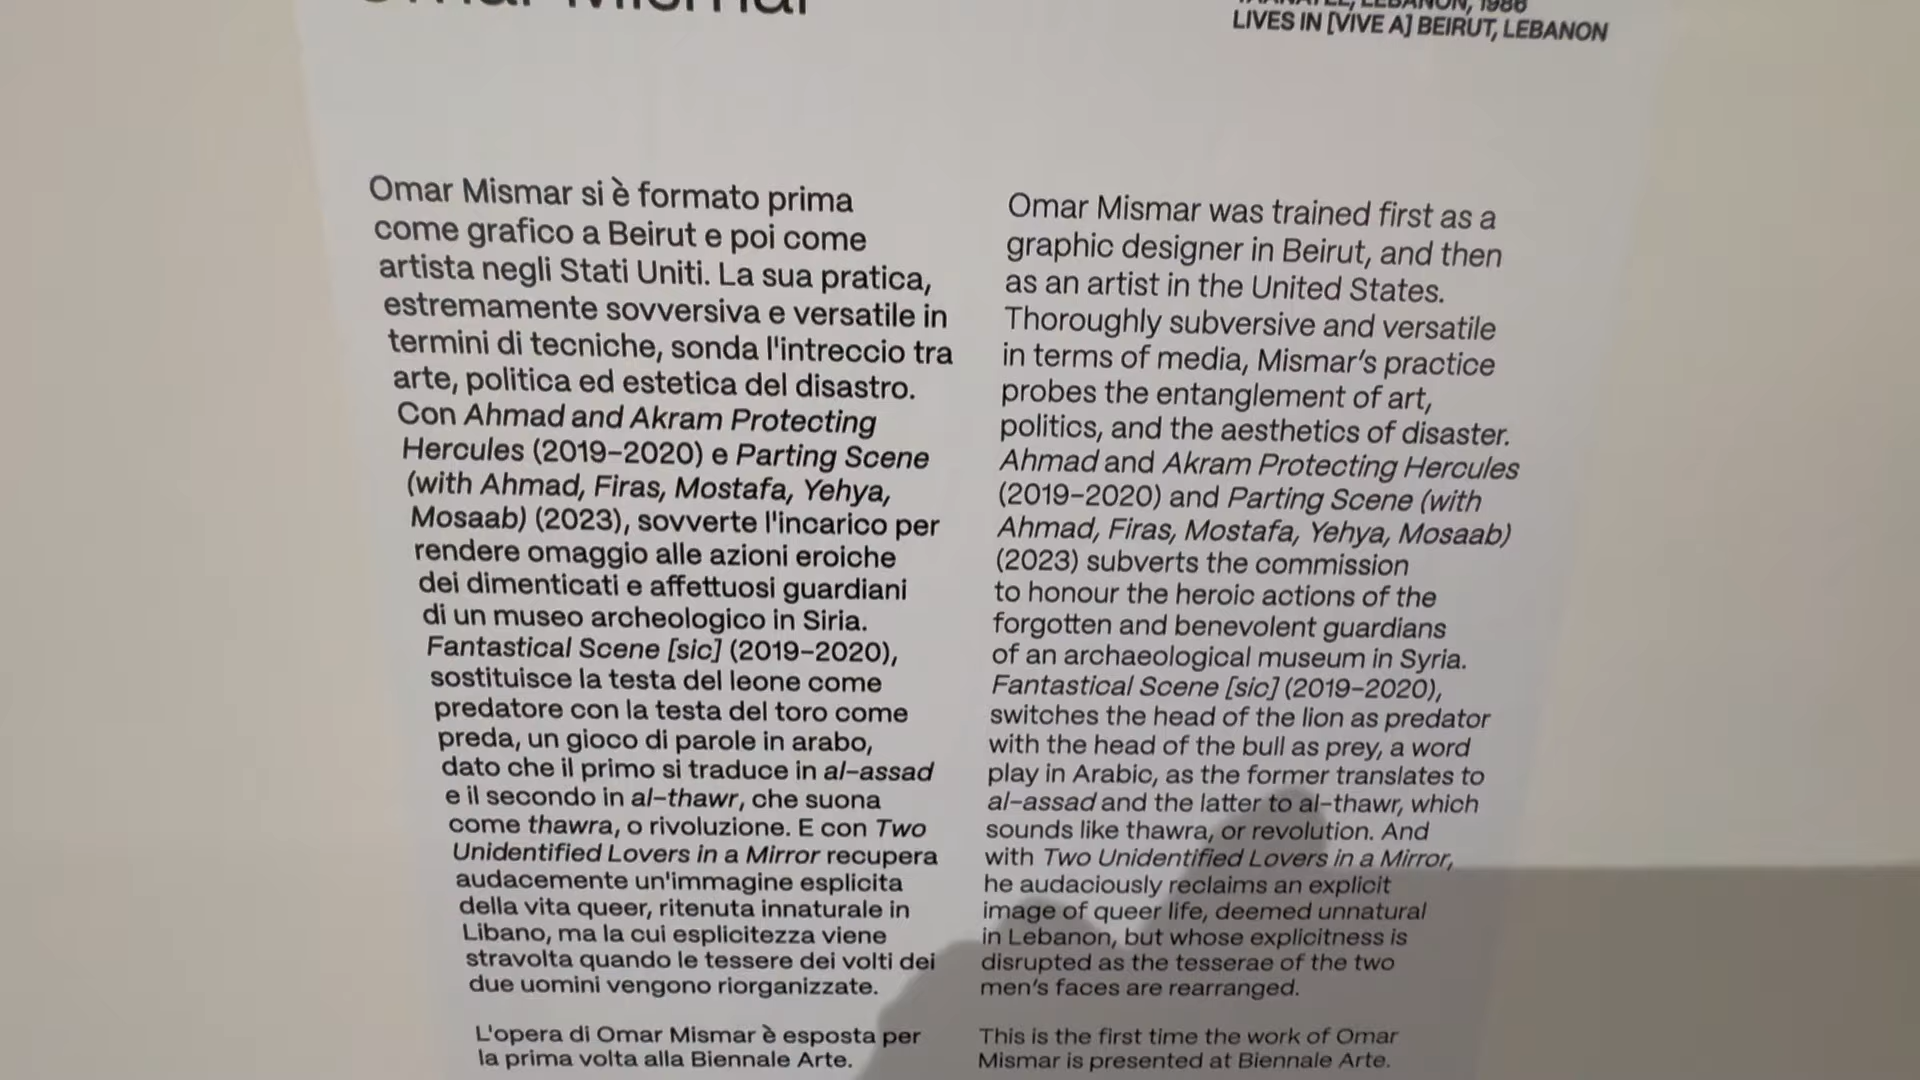 Omar Mismar
LEBANON, 1986
LIVES IN [VIVE A] BEIRUT, LEBANON
Omar Mismar si è formato prima
come grafico a Beirut e poi come
artista negli Stati Uniti. La sua pratica,
estremamente sovversiva e versatile in
termini di tecniche, sonda l'intreccio tra
arte, politica ed estetica del disastro.
Con Ahmad and Akram Protecting
Hercules (2019–2020) e Parting Scene
(with Ahmad, Firas, Mostafa, Yehya,
Mosaab) (2023), sovverte l'incarico per
rendere omaggio alle azioni eroiche
dei dimenticati e affettuosi guardiani
di un museo archeologico in Siria.
Fantastical Scene [sic] (2019–2020),
sostituisce la testa del leone come
predatore con la testa del toro come
preda, un gioco di parole in arabo,
dato che il primo si traduce in al–assad
e il secondo in al–thawr, che suona
come thawra, o rivoluzione. E con Two
Unidentified Lovers in a Mirror recupera
audacemente un'immagine esplicita
della vita queer, ritenuta innaturale in
Libano, ma la cui esplicitezza viene
stravolta quando le tessere dei volti dei
due uomini vengono riorganizzate.
L'opera di Omar Mismar è esposta per
la prima volta alla Biennale Arte.
Omar Mismar was trained first as a
graphic designer in Beirut, and then
as an artist in the United States.
Thoroughly subversive and versatile
in terms of media, Mismar's practice
probes the entanglement of art,
politics, and the aesthetics of disaster.
Ahmad and Akram Protecting Hercules
(2019–2020) and Parting Scene (with
Ahmad, Firas, Mostafa, Yehya, Mosaab)
(2023) subverts the commission
to honour the heroic actions of the
forgotten and benevolent guardians
of an archaeological museum in Syria.
Fantastical Scene [sic] (2019–2020),
switches the head of the lion as predator
with the head of the bull as prey, a word
play in Arabic, as the former translates to
al–assad and the latter to al–thawr, which
sounds like thawra, or revolution. And
with Two Unidentified Lovers in a Mirror,
he audaciously reclaims an explicit
image of queer life, deemed unnatural
in Lebanon, but whose explicitness is
disrupted as the tesserae of the two
men's faces are rearranged.
This is the first time the work of Omar
Mismar is presented at Biennale Arte.